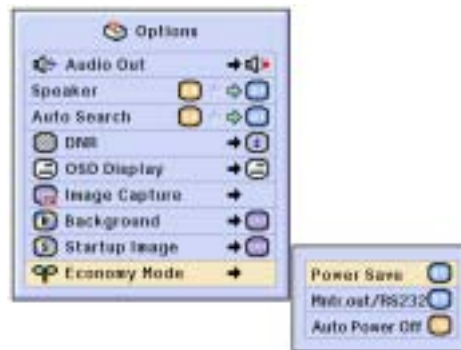 Options
Audio Out
Speaker
Auto Search
DNR
OSD Display
Image Capture
Background
Startup Image
Economy Mode
Power Save
Mntr.out/RS232
Auto Power Off